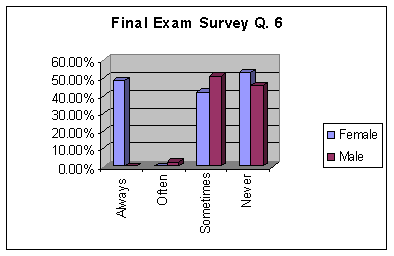 Final Exam Survey Q. 6
60.00%
50.00%
40.00%
30.00%
20.00%
10.00%
0.00%
Always
Often
Sometimes
Never
Female
Male